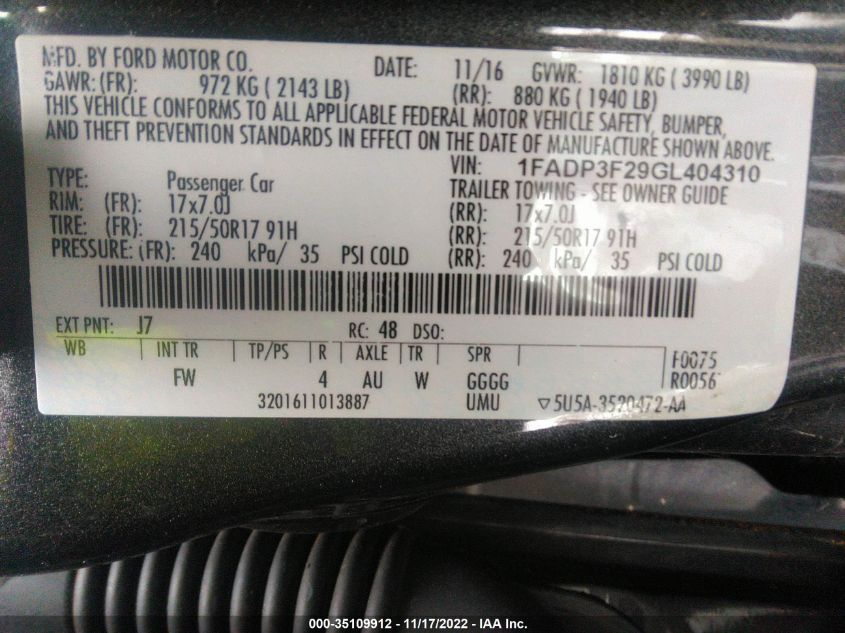 MFD. BY FORD MOTOR CO. DATE: 11/16 GVWR: 1810 KG ( 3990 LB)
GAWR: (FR): 972 KG ( 2143 LB) (RR): 880 KG ( 1940 LB)
THIS VEHICLE CONFORMS TO ALL APPLICABLE FEDERAL MOTOR VEHICLE SAFETY, BUMPER,
AND THEFT PREVENTION STANDARDS IN EFFECT ON THE DATE OF MANUFACTURE SHOWN ABOVE.
VIN: 1FADP3F29GL404310
TYPE: Passenger Car TRAILER TOWING - SEE OWNER GUIDE
RIM: (FR): 17x7.0J (RR): 17x7.0J
TIRE: (FR): 215/50R17 91H (RR): 215/50R17 91H
PRESSURE: (FR): 240 kPa/ 35 PSI COLD (RR): 240 kPa/ 35 PSI COLD
EXT PNT: J7 RC: 48 DSO:
WB INT TR TP/PS R AXLE TR SPR F0075
FW 4 AU W GGGG R0056
3201611013887 UMU ▽5U5A-3520472-AA
000-35109912 - 11/17/2022 - IAA Inc.